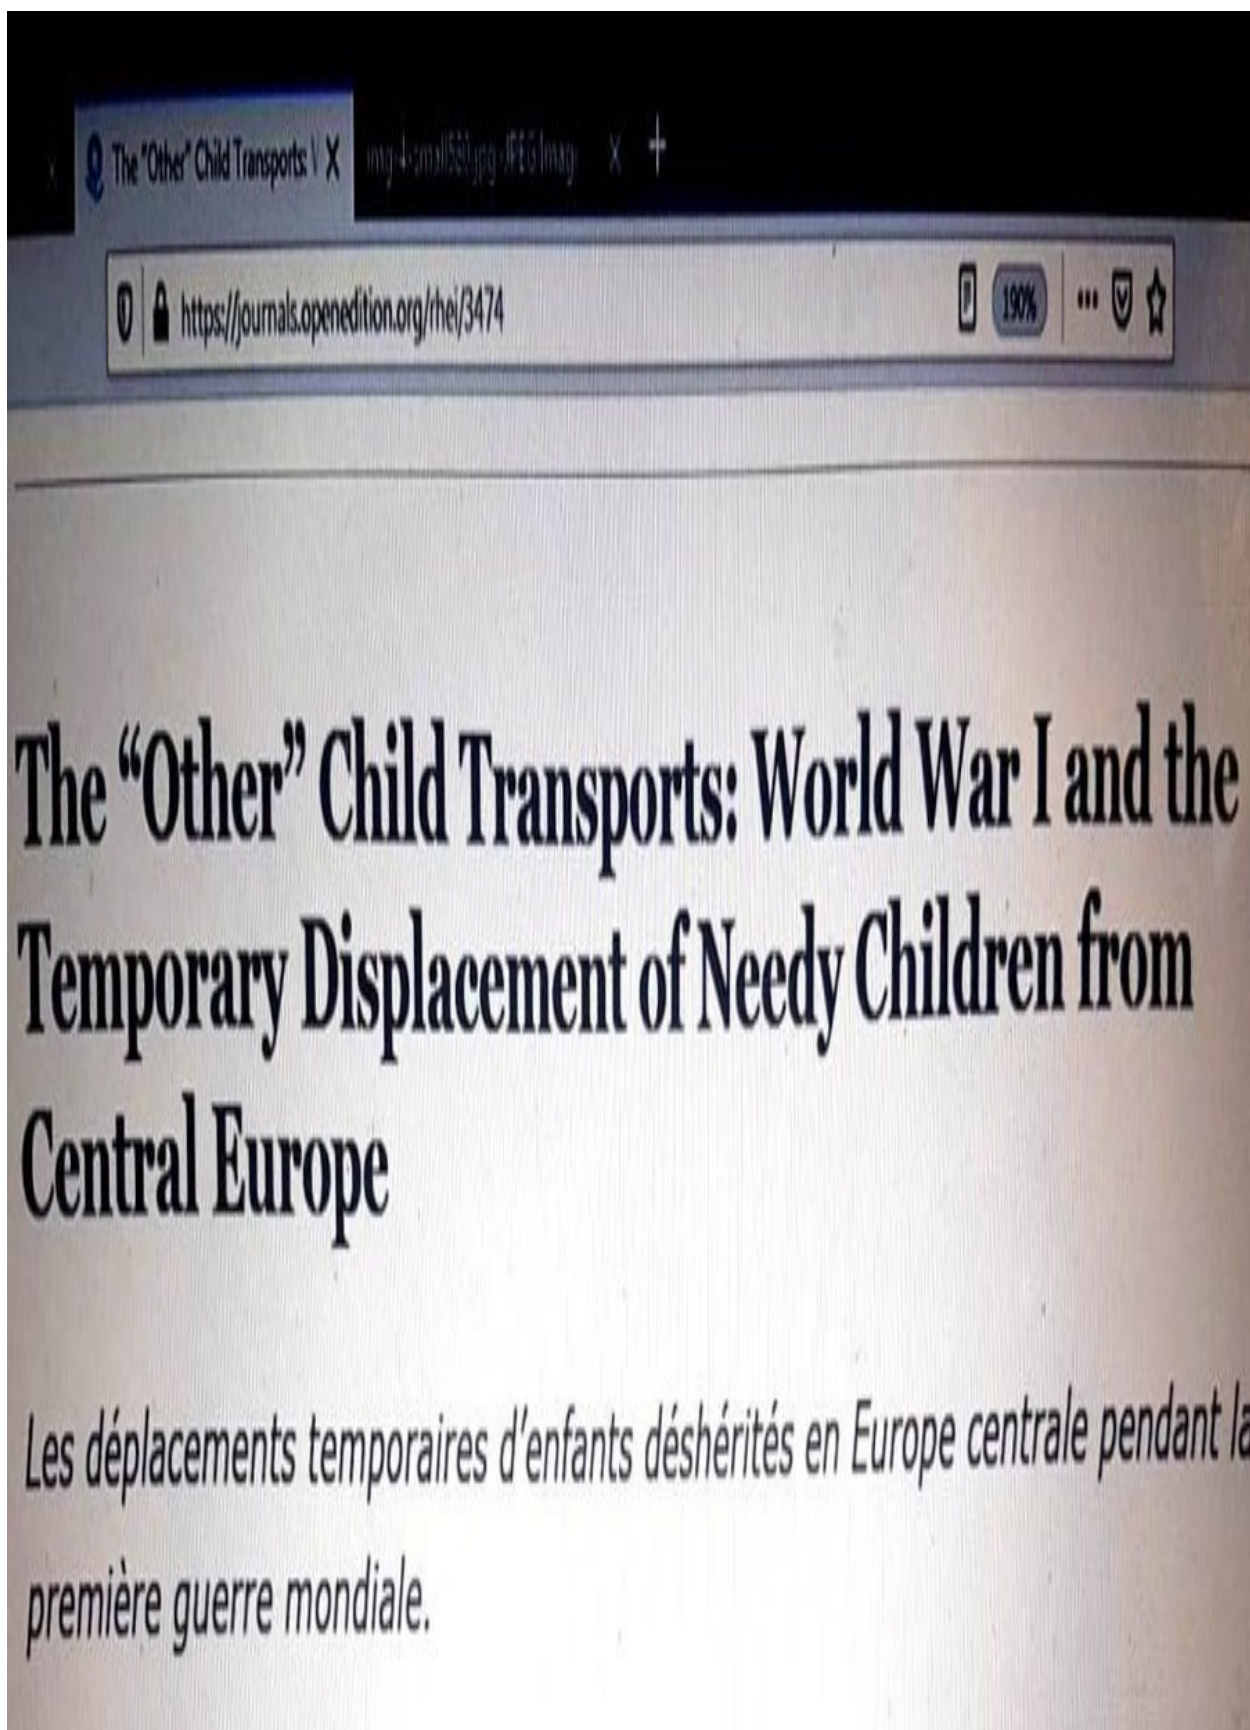 The "Other" Child Transports: \
https://journals.openedition.org/rhei/3474
190%
The “Other” Child Transports: World War I and the
Temporary Displacement of Needy Children from
Central Europe
Les déplacements temporaires d'enfants déshérités en Europe centrale pendant la
première guerre mondiale.